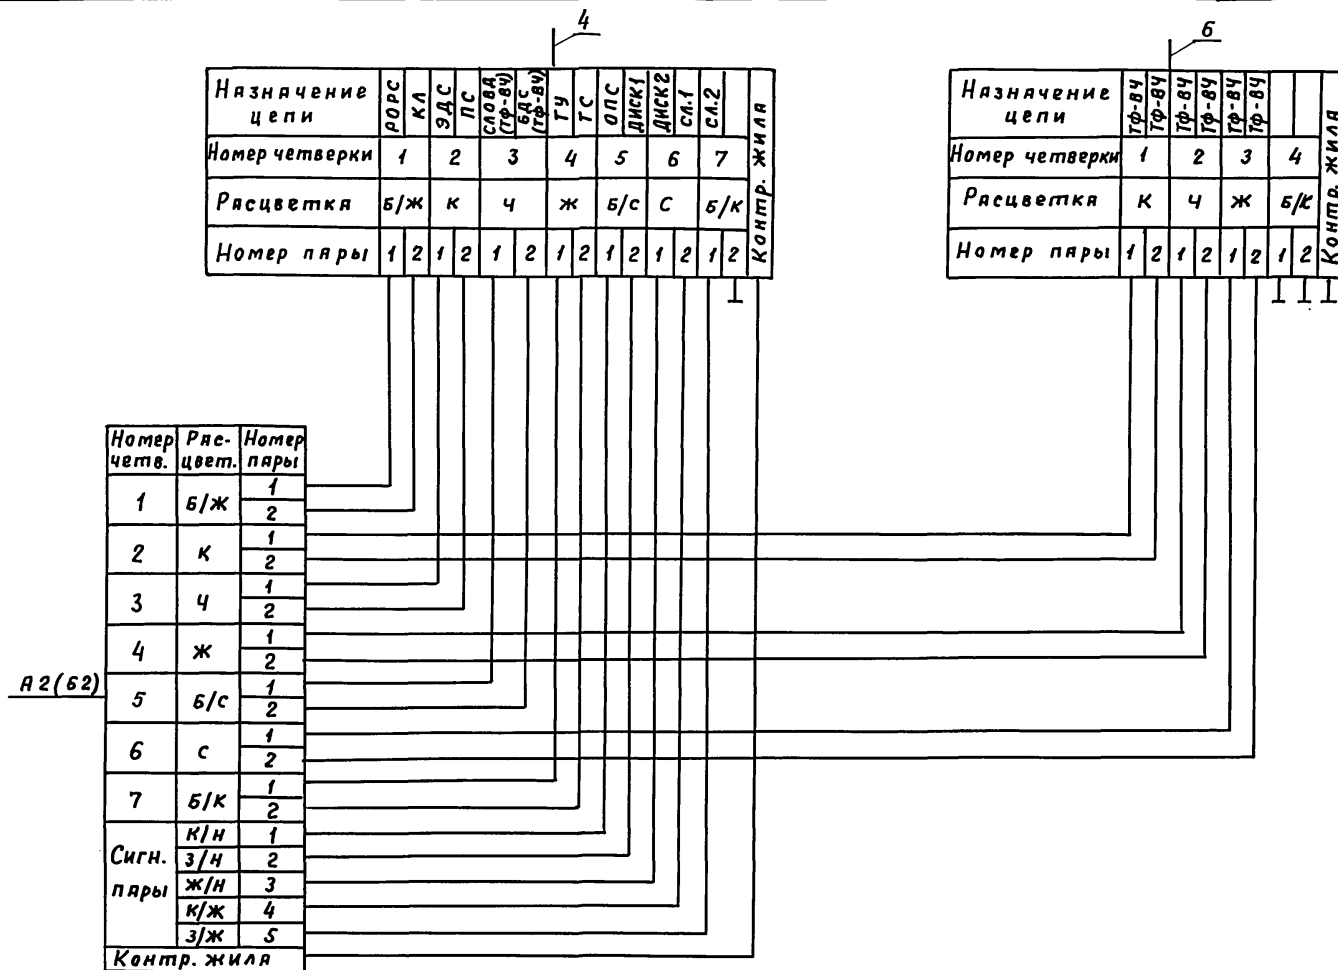 4
6
Назначение цепи РОРС КЛ ЭДС ПС СЛОВА (ТФ-ВЧ) БДС (ТФ-ВЧ) ТУ ТС ОПС ДИСК1 ДИСК2 СЛ.1 СЛ.2 Контр. жила
Номер четверки 1 2 3 4 5 6 7
Расцветка Б/Ж К Ч Ж Б/С С Б/К
Номер пары 1 2 1 2 1 2 1 2 1 2 1 2 1 2
Назначение цепи ТФ-ВЧ ТФ-ВЧ ТФ-ВЧ ТФ-ВЧ ТФ-ВЧ ТФ-ВЧ Контр. жила
Номер четверки 1 2 3 4
Расцветка К Ч Ж Б/К
Номер пары 1 2 1 2 1 2 1 2
А2(Б2)
Номер четв. Рас-цвет. Номер пары
1 Б/Ж 1
2
2 К 1
2
3 Ч 1
2
4 Ж 1
2
5 Б/С 1
2
6 С 1
2
7 Б/К 1
2
Сигн. пары К/Н 1
З/Н 2
Ж/Н 3
К/Ж 4
З/Ж 5
Контр. жила